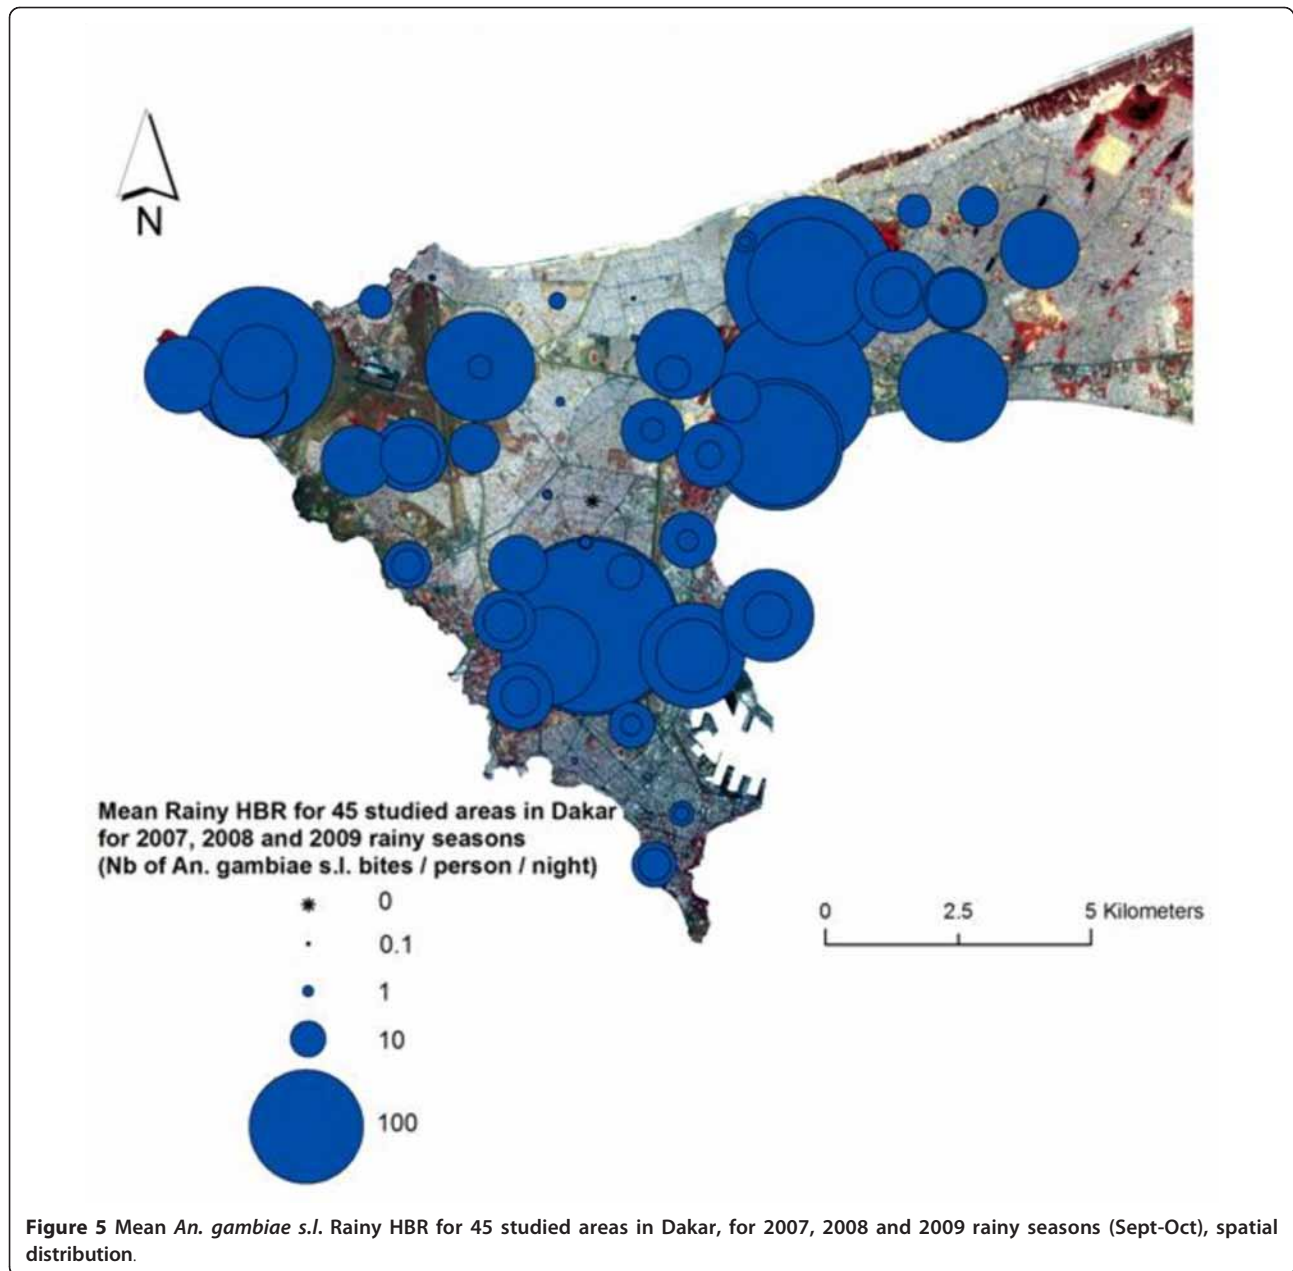 N
Mean Rainy HBR for 45 studied areas in Dakar
for 2007, 2008 and 2009 rainy seasons
(Nb of An. gambiae s.l. bites / person / night)
0
0.1
1
10
100
0 2.5 5 Kilometers
Figure 5 Mean An. gambiae s.l. Rainy HBR for 45 studied areas in Dakar, for 2007, 2008 and 2009 rainy seasons (Sept-Oct), spatial
distribution.